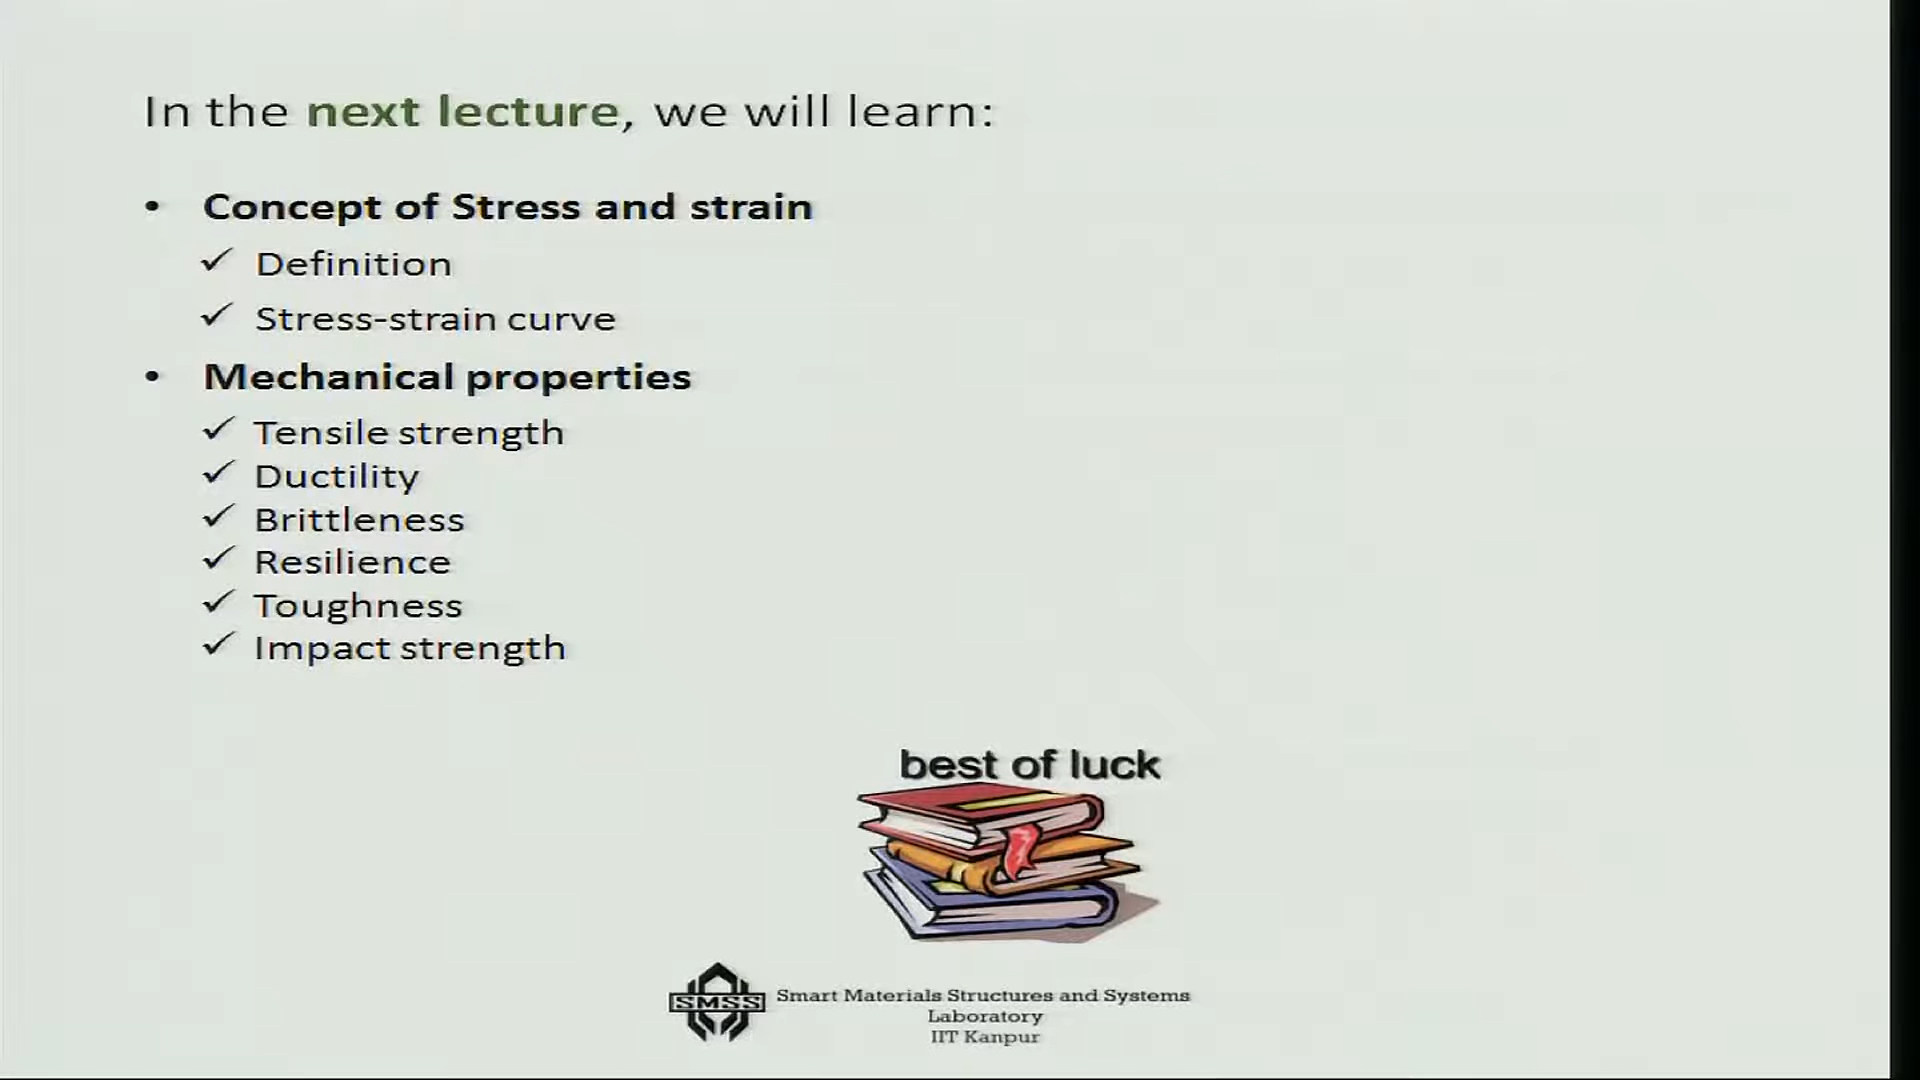 In the next lecture, we will learn:
• Concept of Stress and strain
✓ Definition
✓ Stress-strain curve
• Mechanical properties
✓ Tensile strength
✓ Ductility
✓ Brittleness
✓ Resilience
✓ Toughness
✓ Impact strength
best of luck
SMSS
Smart Materials Structures and Systems
Laboratory
IIT Kanpur